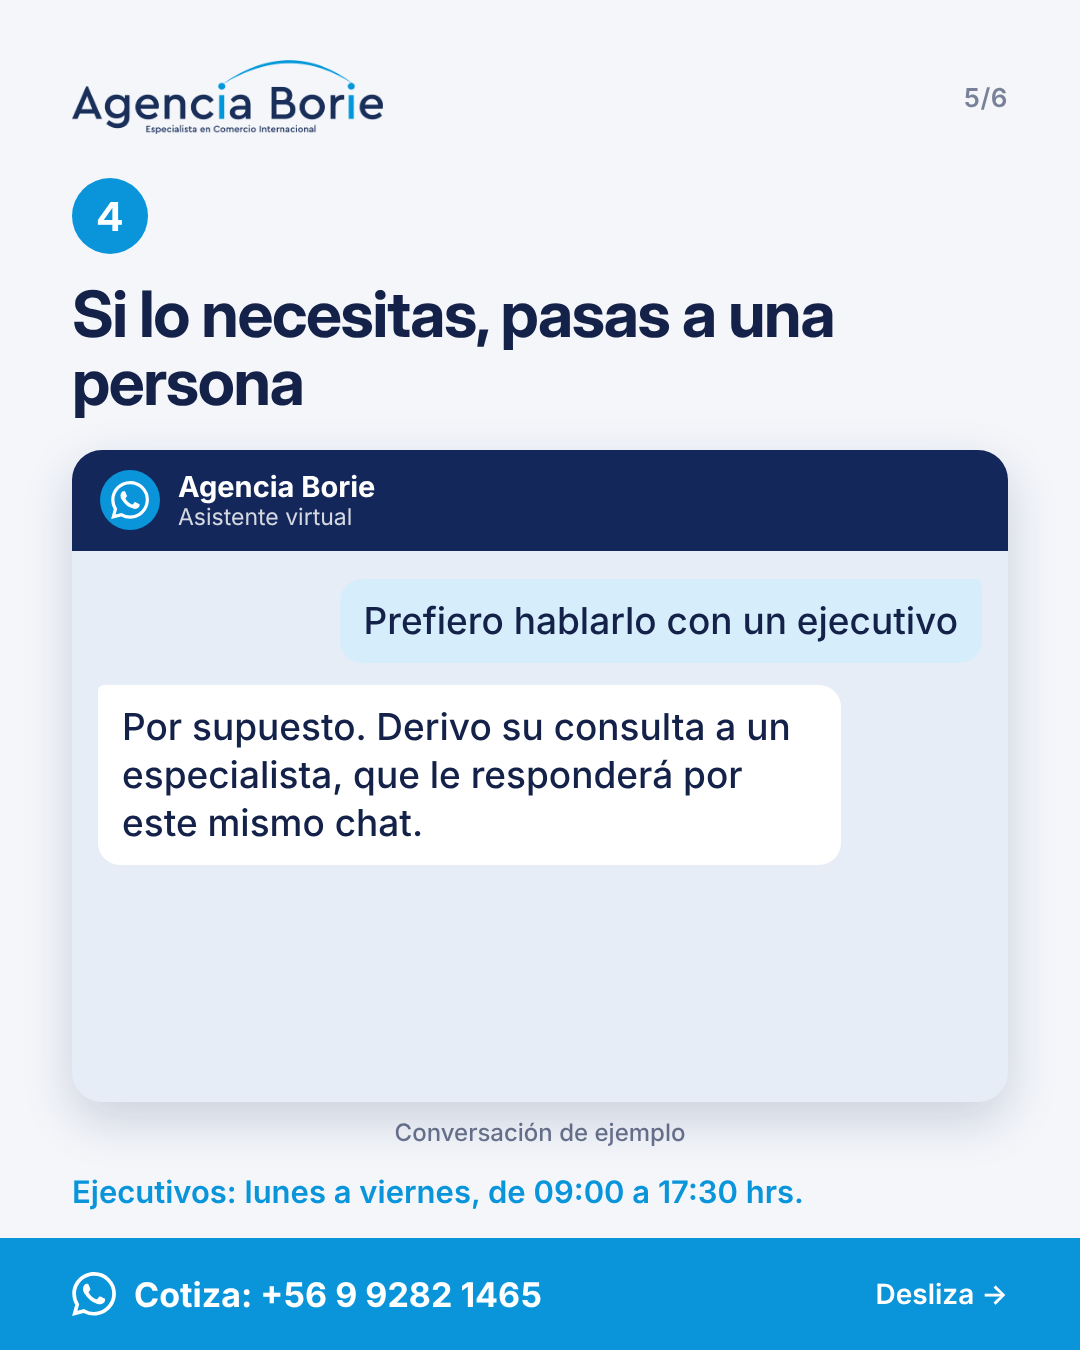 Agencia Borie
Especialista en Comercio Internacional
5/6
4
Si lo necesitas, pasas a una
persona
Agencia Borie
Asistente virtual
Prefiero hablarlo con un ejecutivo
Por supuesto. Derivo su consulta a un
especialista, que le responderá por
este mismo chat.
Conversación de ejemplo
Ejecutivos: lunes a viernes, de 09:00 a 17:30 hrs.
Cotiza: +56 9 9282 1465
Desliza →